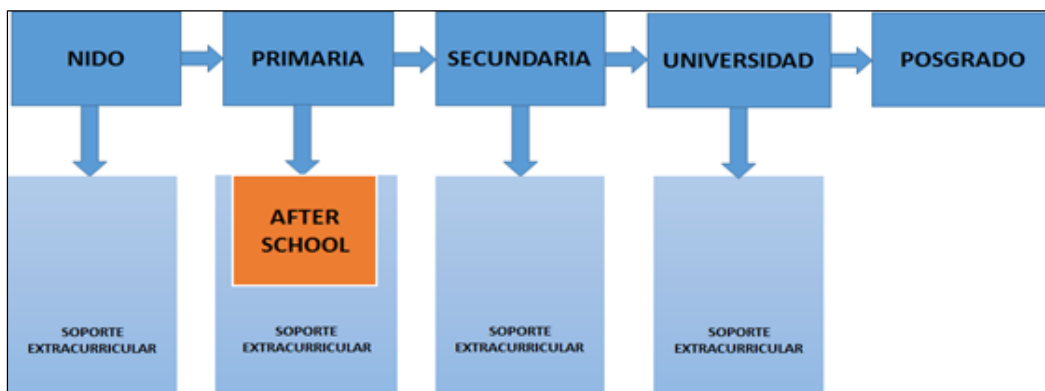 NIDO
PRIMARIA
SECUNDARIA
UNIVERSIDAD
POSGRADO
AFTER
SCHOOL
SOPORTE
EXTRACURRICULAR
SOPORTE
EXTRACURRICULAR
SOPORTE
EXTRACURRICULAR
SOPORTE
EXTRACURRICULAR